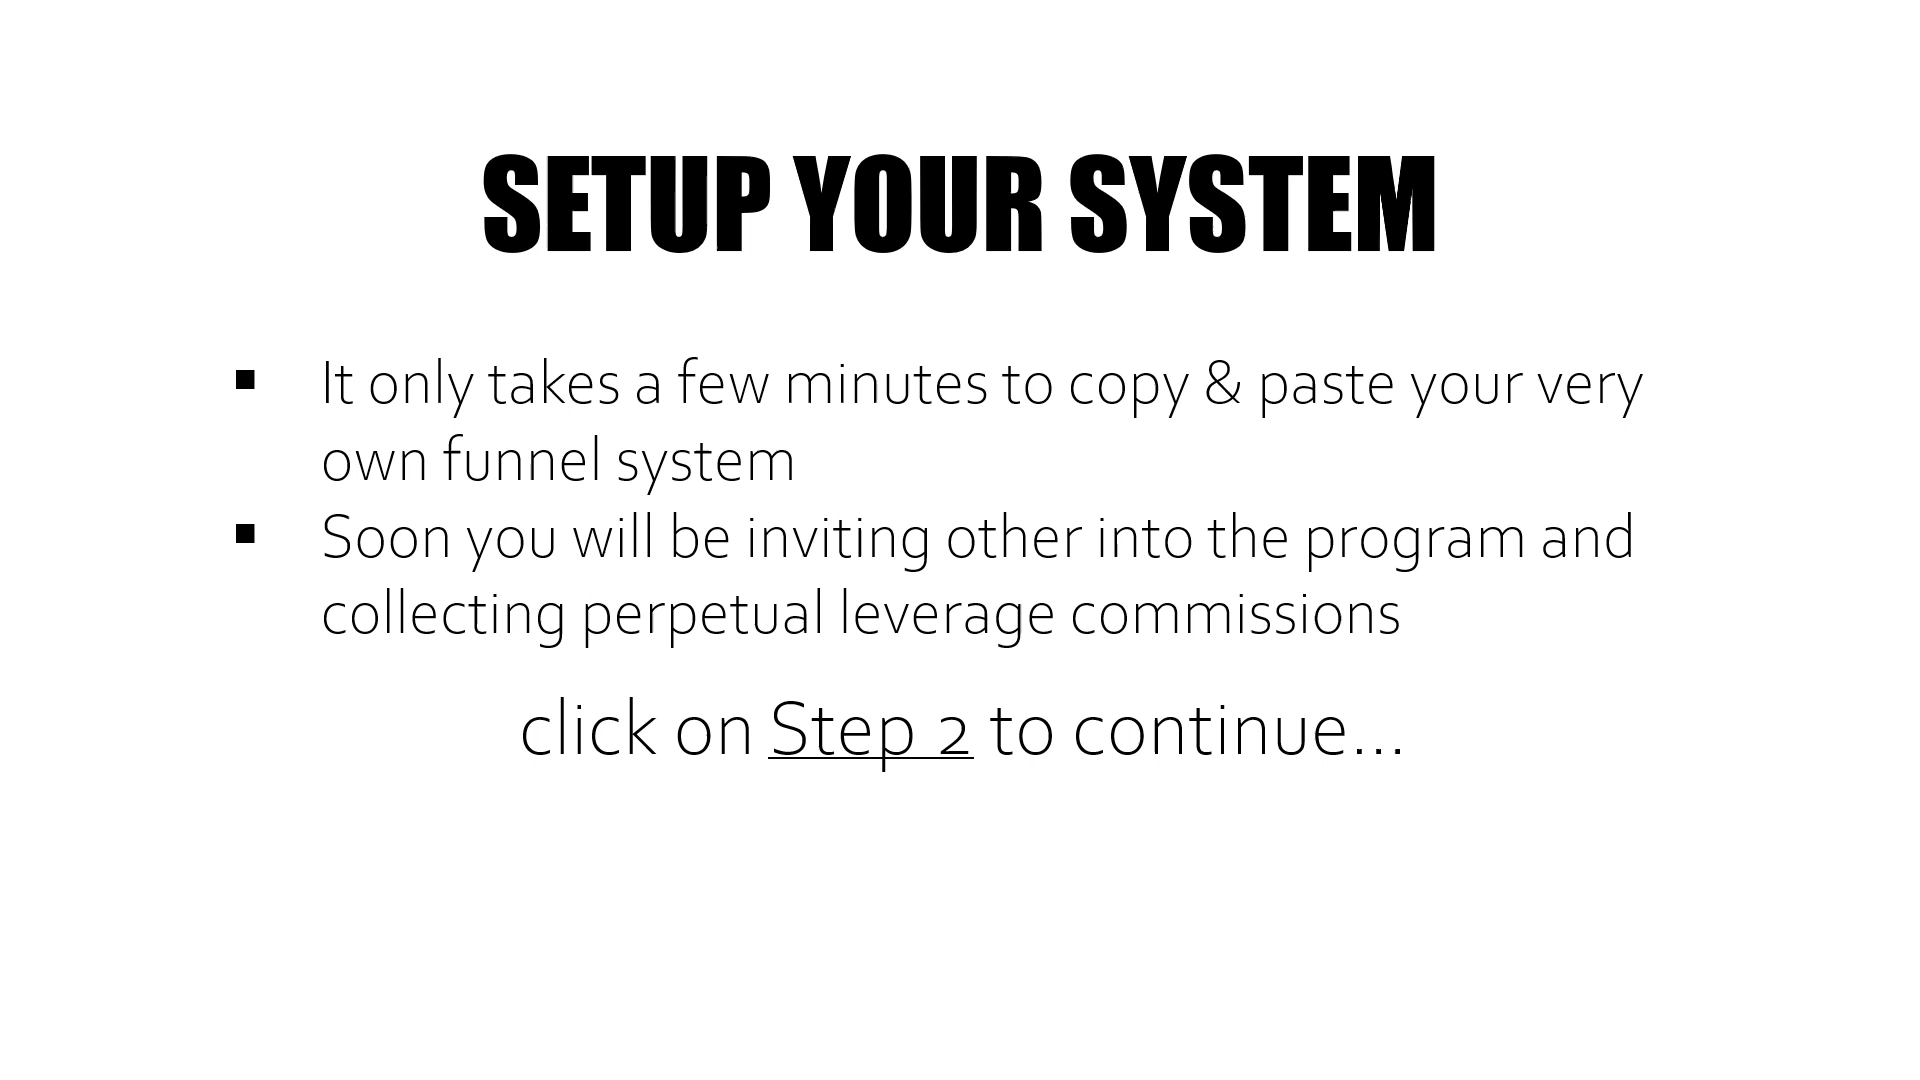 SETUP YOUR SYSTEM
▪ It only takes a few minutes to copy & paste your very
own funnel system
▪ Soon you will be inviting other into the program and
collecting perpetual leverage commissions
click on Step 2 to continue...